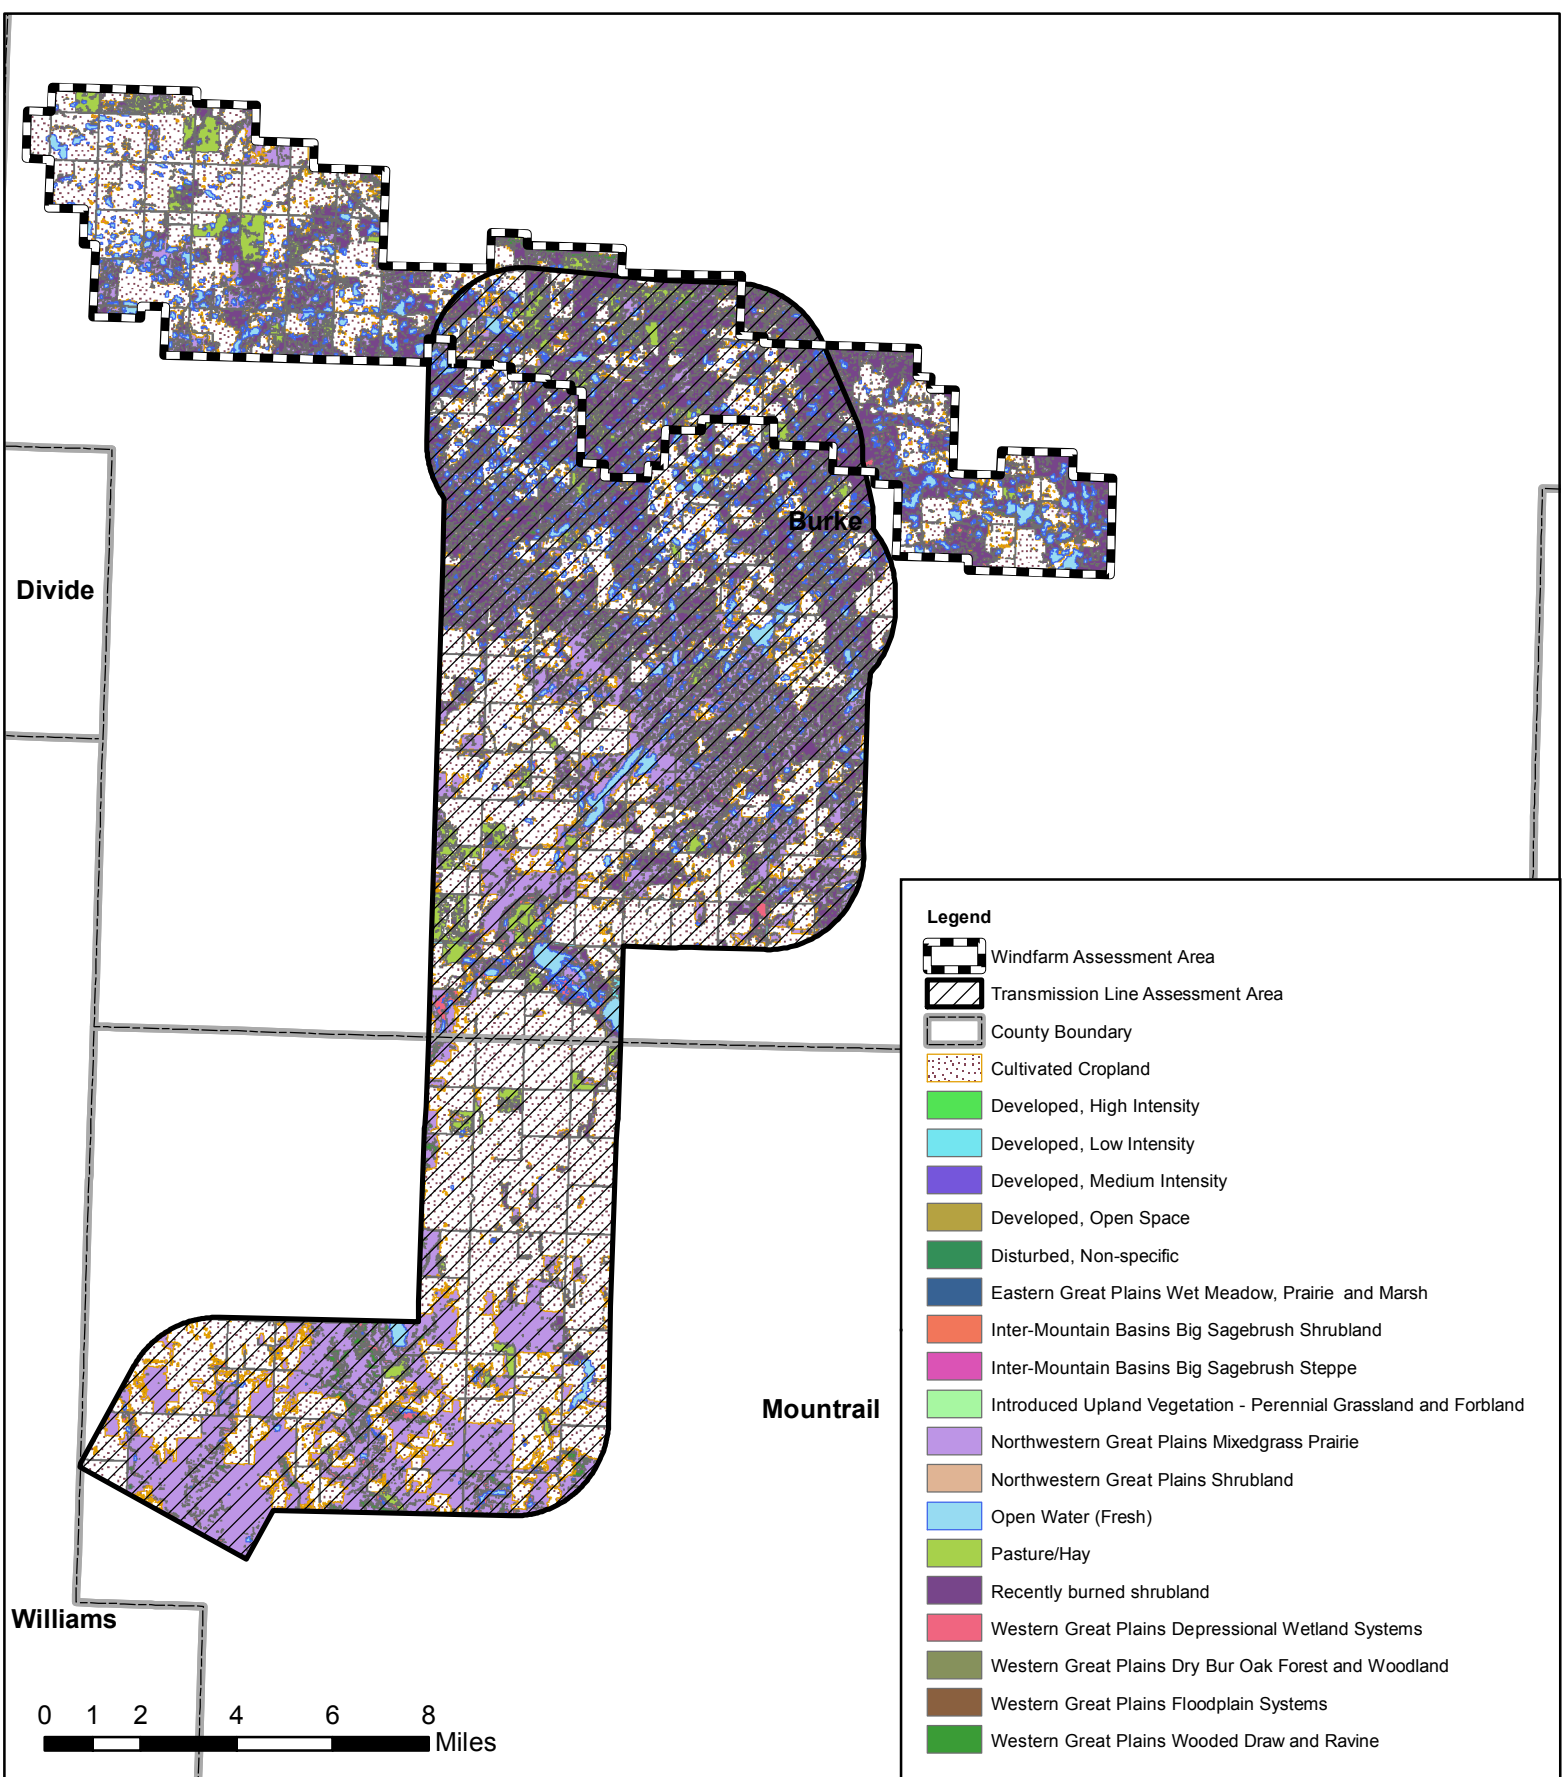 Burke
Divide
Legend
Windfarm Assessment Area
Transmission Line Assessment Area
County Boundary
Cultivated Cropland
Developed, High Intensity
Developed, Low Intensity
Developed, Medium Intensity
Developed, Open Space
Disturbed, Non-specific
Eastern Great Plains Wet Meadow, Prairie and Marsh
Inter-Mountain Basins Big Sagebrush Shrubland
Inter-Mountain Basins Big Sagebrush Steppe
Introduced Upland Vegetation - Perennial Grassland and Forbland
Northwestern Great Plains Mixedgrass Prairie
Northwestern Great Plains Shrubland
Open Water (Fresh)
Pasture/Hay
Recently burned shrubland
Western Great Plains Depressional Wetland Systems
Western Great Plains Dry Bur Oak Forest and Woodland
Western Great Plains Floodplain Systems
Western Great Plains Wooded Draw and Ravine
Mountrail
Williams
0 1 2 4 6 8
Miles